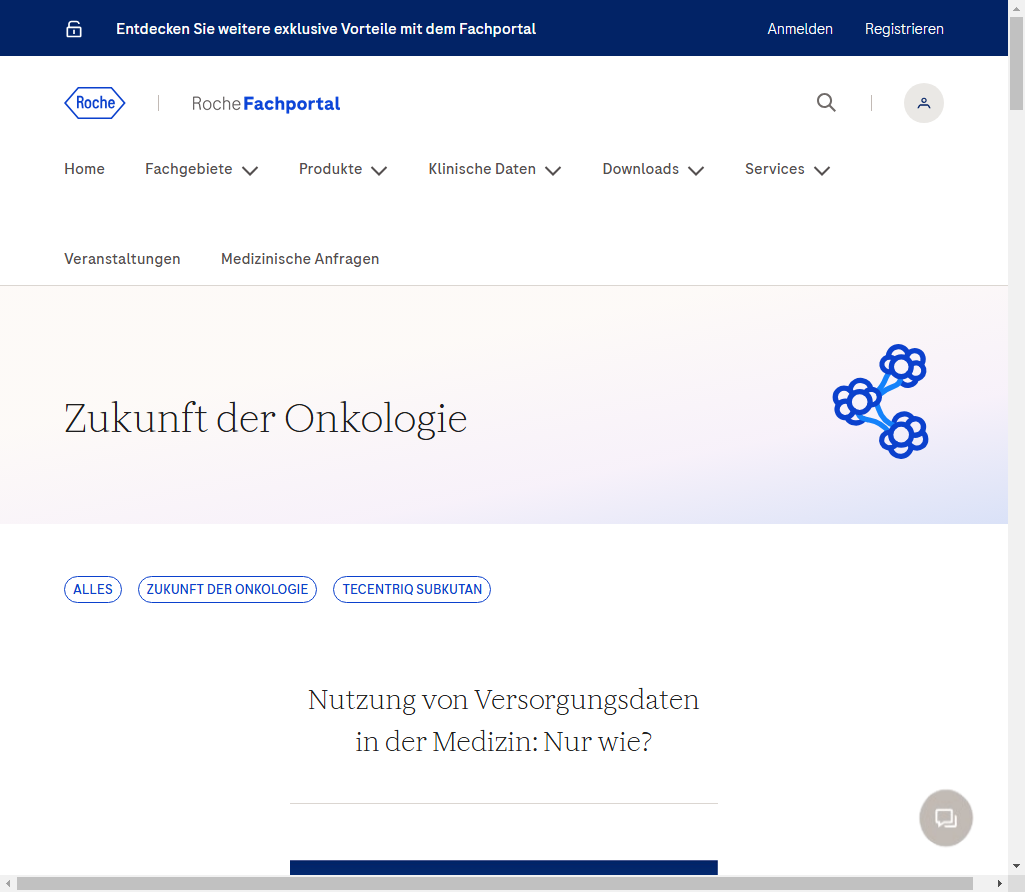 Entdecken Sie weitere exklusive Vorteile mit dem Fachportal
Anmelden
Registrieren
Roche
Roche Fachportal
Home
Fachgebiete
Produkte
Klinische Daten
Downloads
Services
Veranstaltungen
Medizinische Anfragen
Zukunft der Onkologie
ALLES
ZUKUNFT DER ONKOLOGIE
TECENTRIQ SUBKUTAN
Nutzung von Versorgungsdaten
in der Medizin: Nur wie?